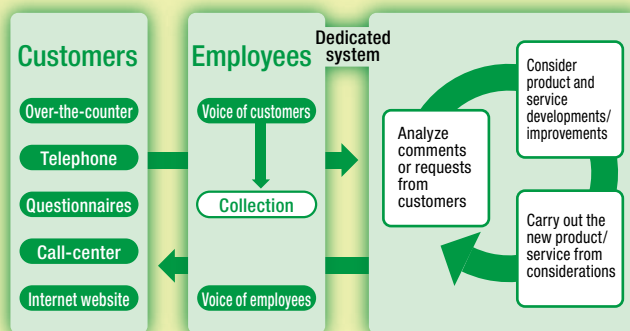 Customers
Over-the-counter
Telephone
Questionnaires
Call-center
Internet website
Employees
Voice of customers
Collection
Voice of employees
Dedicated
system
Analyze
comments
or requests
from
customers
Consider
product and
service
developments/
improvements
Carry out the
new product/
service from
considerations